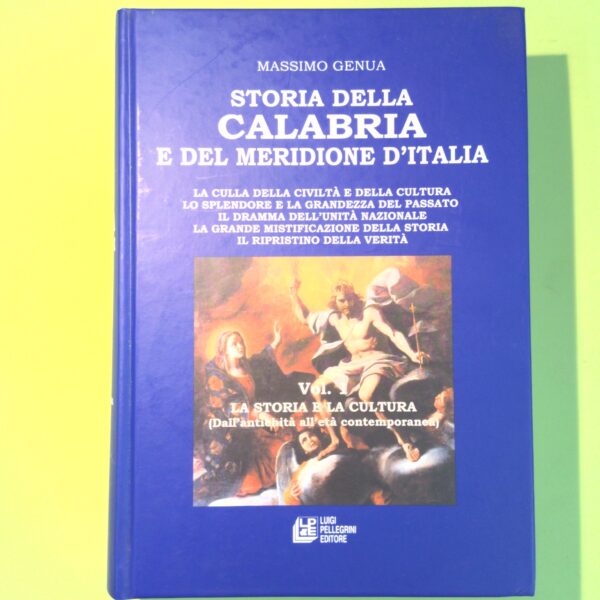 MASSIMO GENUA
STORIA DELLA
CALABRIA
E DEL MERIDIONE D'ITALIA
LA CULLA DELLA CIVILTÀ E DELLA CULTURA
LO SPLENDORE E LA GRANDEZZA DEL PASSATO
IL DRAMMA DELL'UNITÀ NAZIONALE
LA GRANDE MISTIFICAZIONE DELLA STORIA
IL RIPRISTINO DELLA VERITÀ
Vol. 1
LA STORIA E LA CULTURA
(Dall'antichità all'età contemporanea)
LPE
LUIGI
PELLEGRINI
EDITORE